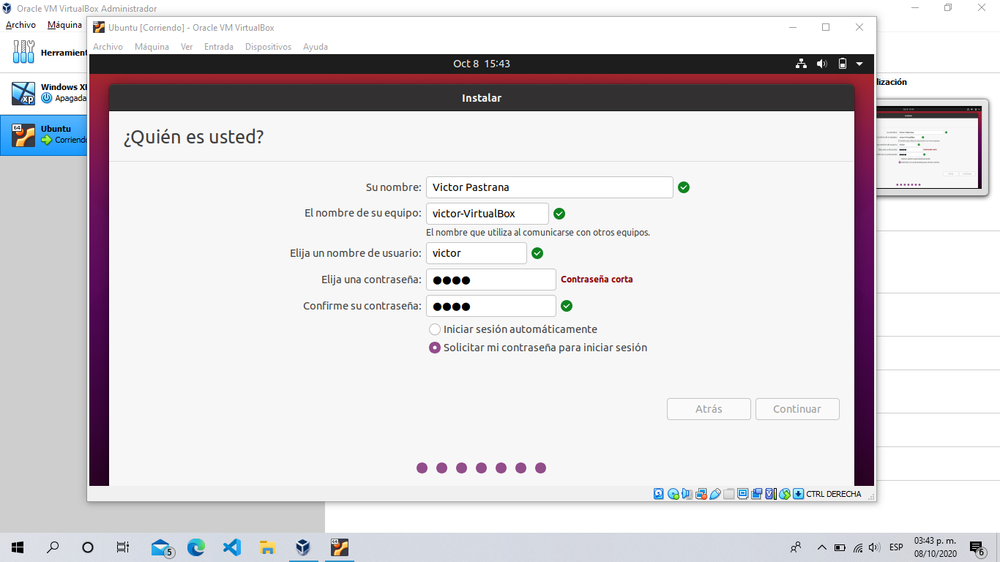 Oracle VM VirtualBox Administrador
Archivo Máquina
Ubuntu [Corriendo] - Oracle VM VirtualBox
Archivo Máquina Ver Entrada Dispositivos Ayuda
Oct 8 15:43
Instalar
¿Quién es usted?
Su nombre: Victor Pastrana
El nombre de su equipo: victor-VirtualBox
El nombre que utiliza al comunicarse con otros equipos.
Elija un nombre de usuario: victor
Elija una contraseña: ●●●● Contraseña corta
Confirme su contraseña: ●●●●
Iniciar sesión automáticamente
Solicitar mi contraseña para iniciar sesión
Atrás Continuar
CTRL DERECHA
Herramient
Windows XP
Apagada
64
Ubuntu
Corriendo
lización
5
64
ESP
03:43 p. m.
08/10/2020
6